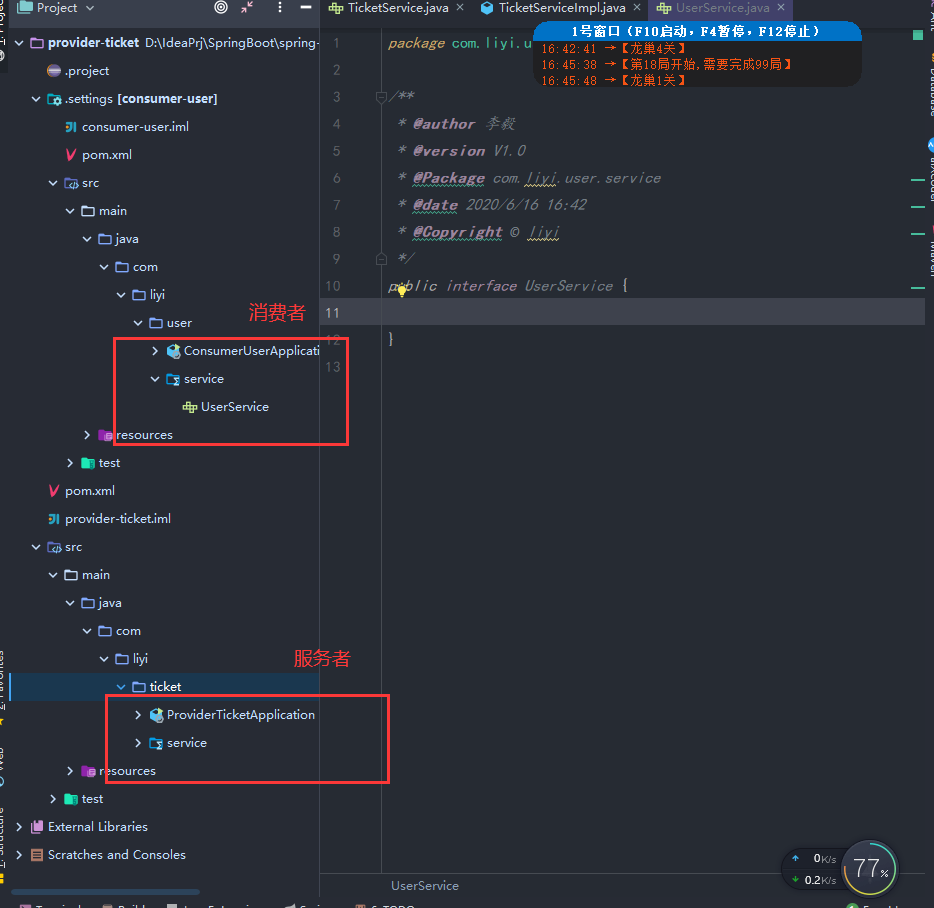 Project
TicketService.java
TicketServiceImpl.java
UserService.java
1号窗口（F10启动，F4暂停，F12停止）
16:42:41 →【龙巢4关】
16:45:38 →【第18局开始,需要完成99局】
16:45:48 →【龙巢1关】
provider-ticket D:\IdeaPrj\SpringBoot\spring-
.project
.settings [consumer-user]
consumer-user.iml
pom.xml
src
main
java
com
liyi
user
消费者
ConsumerUserApplicati
service
UserService
resources
test
pom.xml
provider-ticket.iml
src
main
java
com
liyi
服务者
ticket
ProviderTicketApplication
service
resources
test
External Libraries
Scratches and Consoles
1 package com.liyi.u
2
3 /**
4 * @author 李毅
5 * @version V1.0
6 * @Package com.liyi.user.service
7 * @date 2020/6/16 16:42
8 * @Copyright © liyi
9 */
10 public interface UserService {
11
12 }
13
UserService
0K/s
0.2K/s
77%